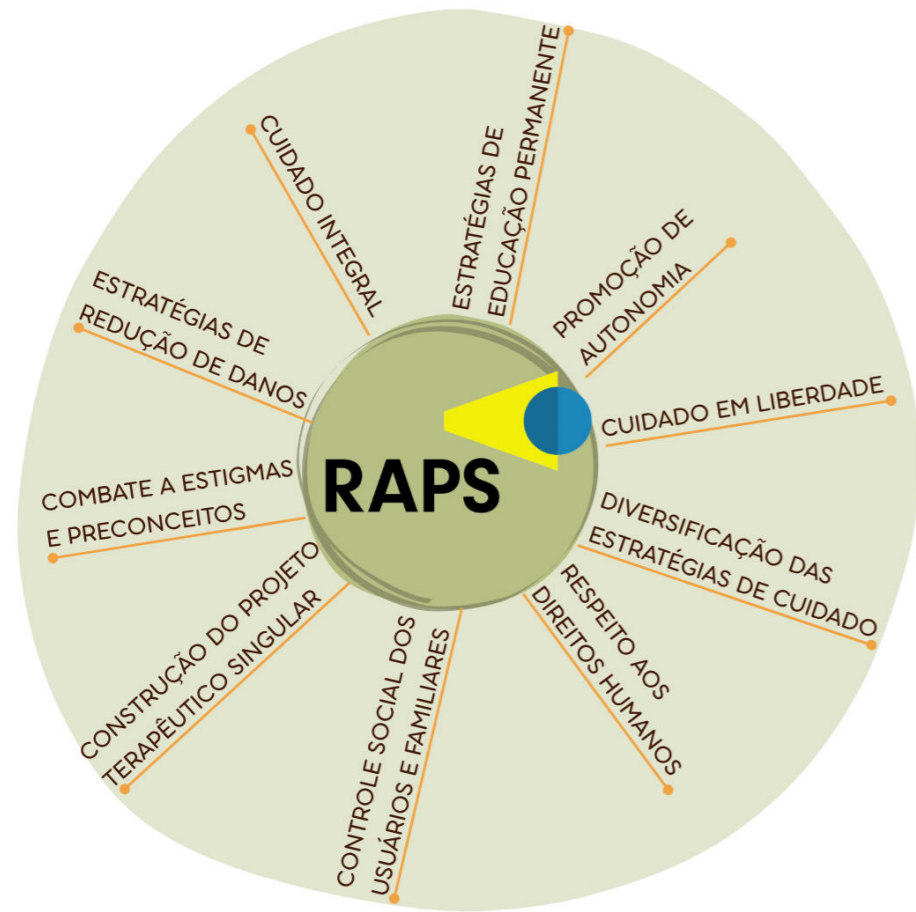 ESTRATÉGIAS DE
EDUCAÇÃO PERMANENTE
PROMOÇÃO DE
AUTONOMIA
CUIDADO EM LIBERDADE
DIVERSIFICAÇÃO DAS
ESTRATÉGIAS DE CUIDADO
RESPEITO AOS
DIREITOS HUMANOS
CONTROLE SOCIAL DOS
USUÁRIOS E FAMILIARES
CONSTRUÇÃO DO PROJETO
TERAPÊUTICO SINGULAR
COMBATE A ESTIGMAS
E PRECONCEITOS
ESTRATÉGIAS DE
REDUÇÃO DE DANOS
CUIDADO INTEGRAL
RAPS